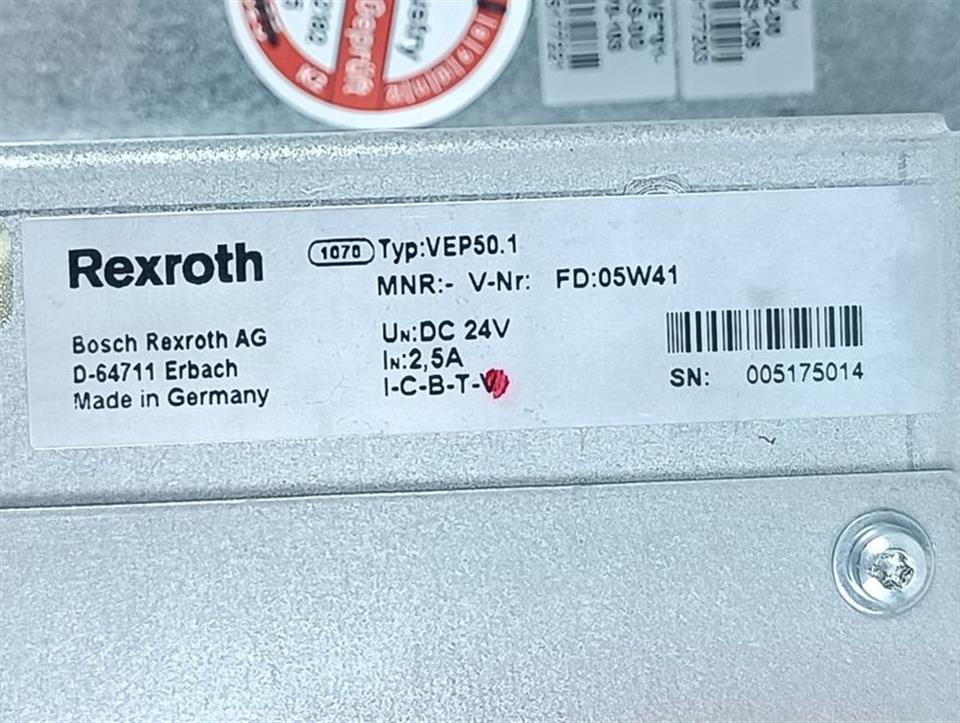 Geprüft
Rexroth
1070 Typ:VEP50.1
MNR:- V-Nr: FD:05W41
Bosch Rexroth AG
D-64711 Erbach
Made in Germany
UN:DC 24V
IN:2,5A
I-C-B-T-
SN: 005175014